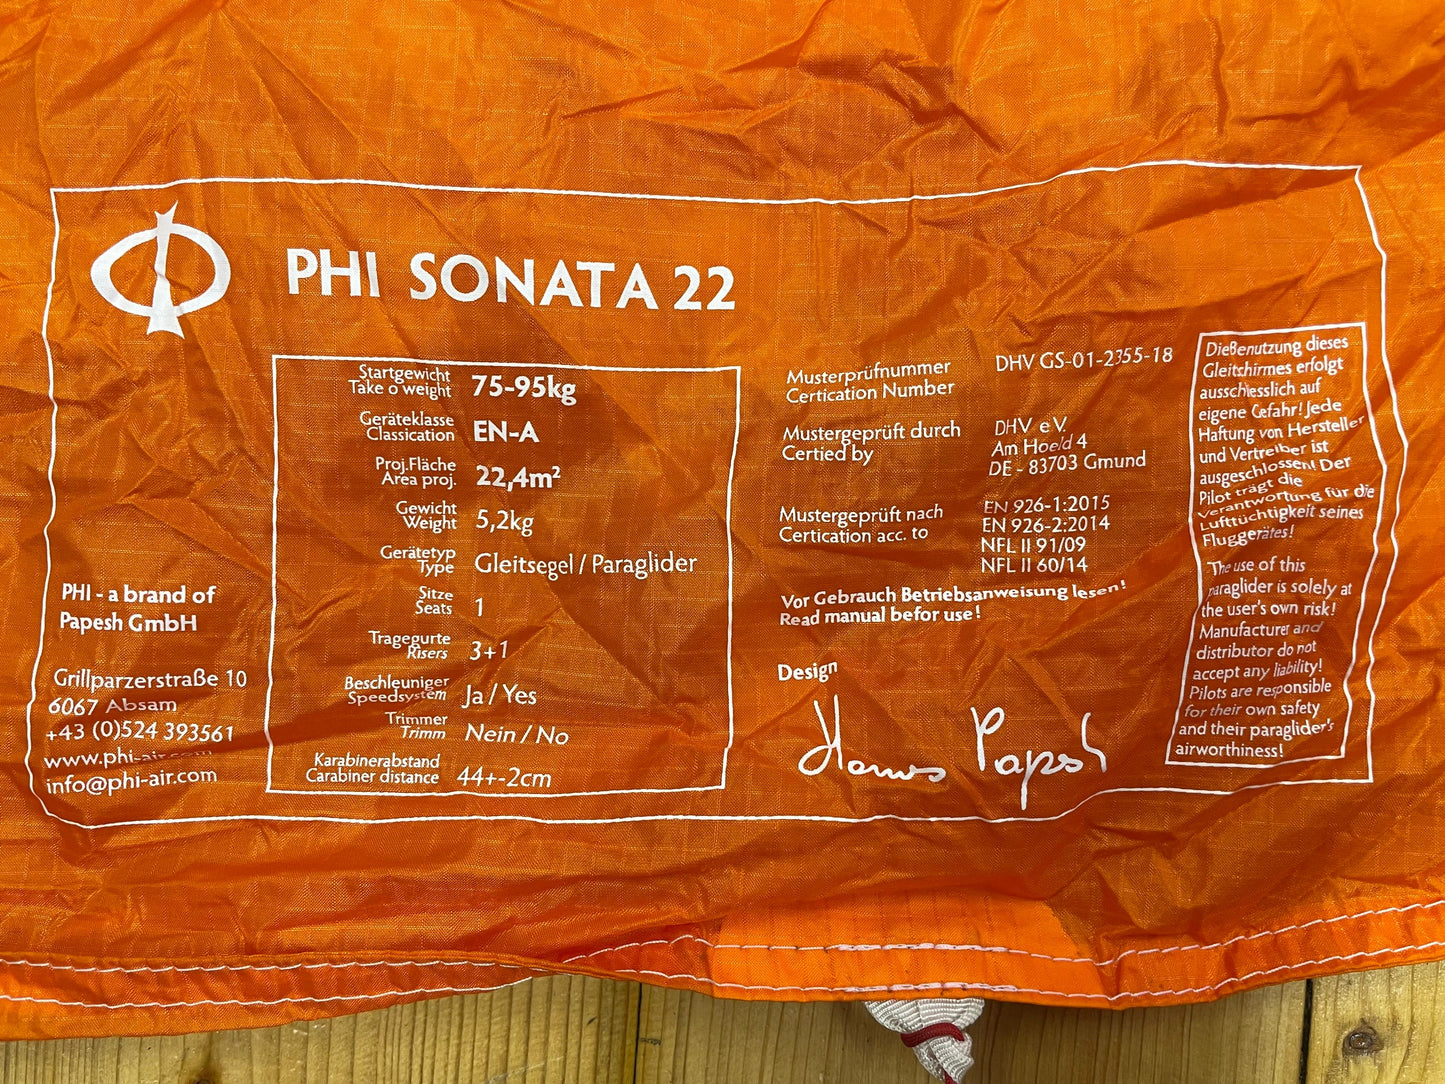 PHI SONATA 22
Startgewicht
Take o weight
75-95kg
Geräteklasse
Classication
EN-A
Proj.Fläche
Area proj.
22,4m²
Gewicht
Weight
5,2kg
Gerätetyp
Type
Gleitsegel / Paraglider
Sitze
Seats
1
Tragegurte
Risers
3+1
Beschleuniger
Speedsystem
Ja / Yes
Trimmer
Trimm
Nein / No
Karabinerabstand
Carabiner distance
44+-2cm
PHI - a brand of
Papesh GmbH
Grillparzerstraße 10
6067 Absam
+43 (0)524 393561
www.phi-air.com
info@phi-air.com
Musterprüfnummer
Certication Number
DHV GS-01-2355-18
Mustergeprüft durch
Certied by
DHV e.V.
Am Hoeld 4
DE - 83703 Gmund
Mustergeprüft nach
Certication acc. to
EN 926-1:2015
EN 926-2:2014
NFL II 91/09
NFL II 60/14
Vor Gebrauch Betriebsanweisung lesen!
Read manual befor use!
Design
Hannes Papesh
DieBenutzung dieses
Gleitshirmes erfolgt
ausschliesslich auf
eigene Gefahr! Jede
Haftung von Hersteller
und Vertreiber ist
ausgeschlossen! Der
Pilot trägt die
Verantwortung für die
Lufttüchtigkeit seines
Fluggerätes!
The use of this
paraglider is solely at
the user's own risk!
Manufacturer and
distributor do not
accept any liability!
Pilots are responsible
for their own safety
and their paraglider's
airworthiness!